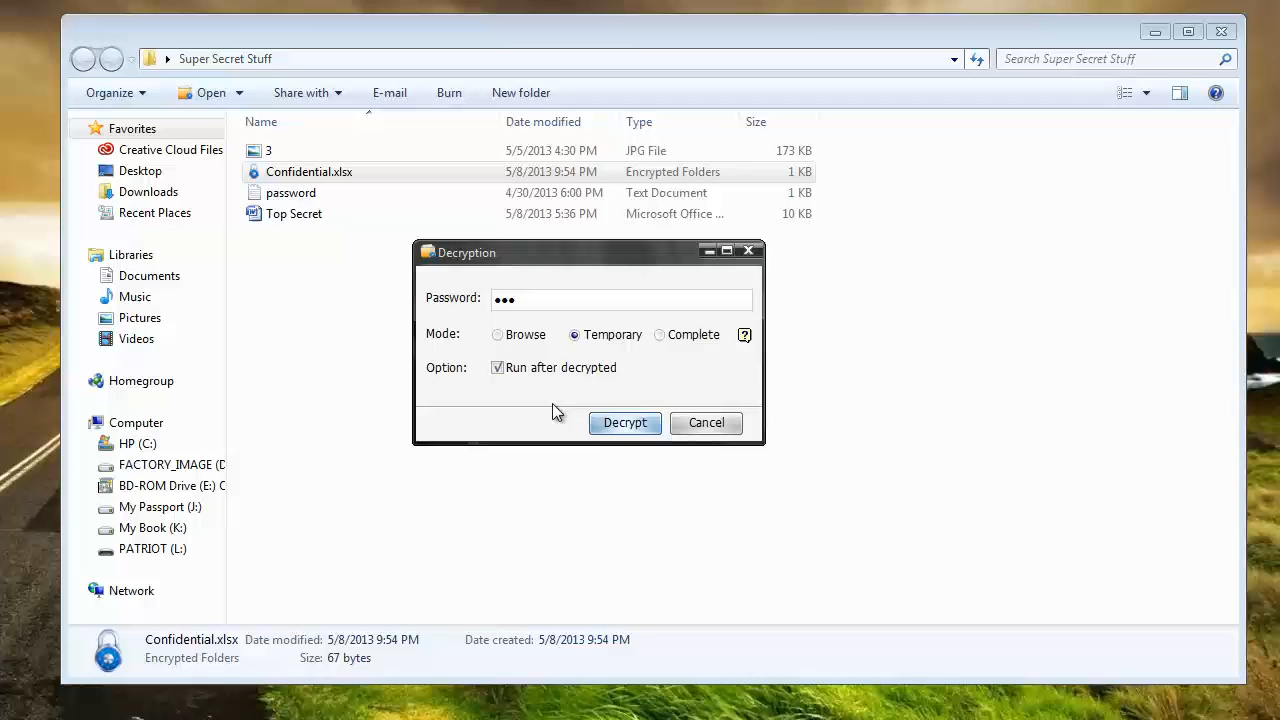 Super Secret Stuff
Search Super Secret Stuff
Organize Open Share with E-mail Burn New folder
Name Date modified Type Size
3 5/5/2013 4:30 PM JPG File 173 KB
Confidential.xlsx 5/8/2013 9:54 PM Encrypted Folders 1 KB
password 4/30/2013 6:00 PM Text Document 1 KB
Top Secret 5/8/2013 5:36 PM Microsoft Office ... 10 KB
Favorites
Creative Cloud Files
Desktop
Downloads
Recent Places
Libraries
Documents
Music
Pictures
Videos
Homegroup
Computer
HP (C:)
FACTORY_IMAGE (D
BD-ROM Drive (E:) C
My Passport (J:)
My Book (K:)
PATRIOT (L:)
Network
Decryption
Password: •••
Mode: Browse Temporary Complete ?
Option: Run after decrypted
Decrypt Cancel
Confidential.xlsx Date modified: 5/8/2013 9:54 PM Date created: 5/8/2013 9:54 PM
Encrypted Folders Size: 67 bytes